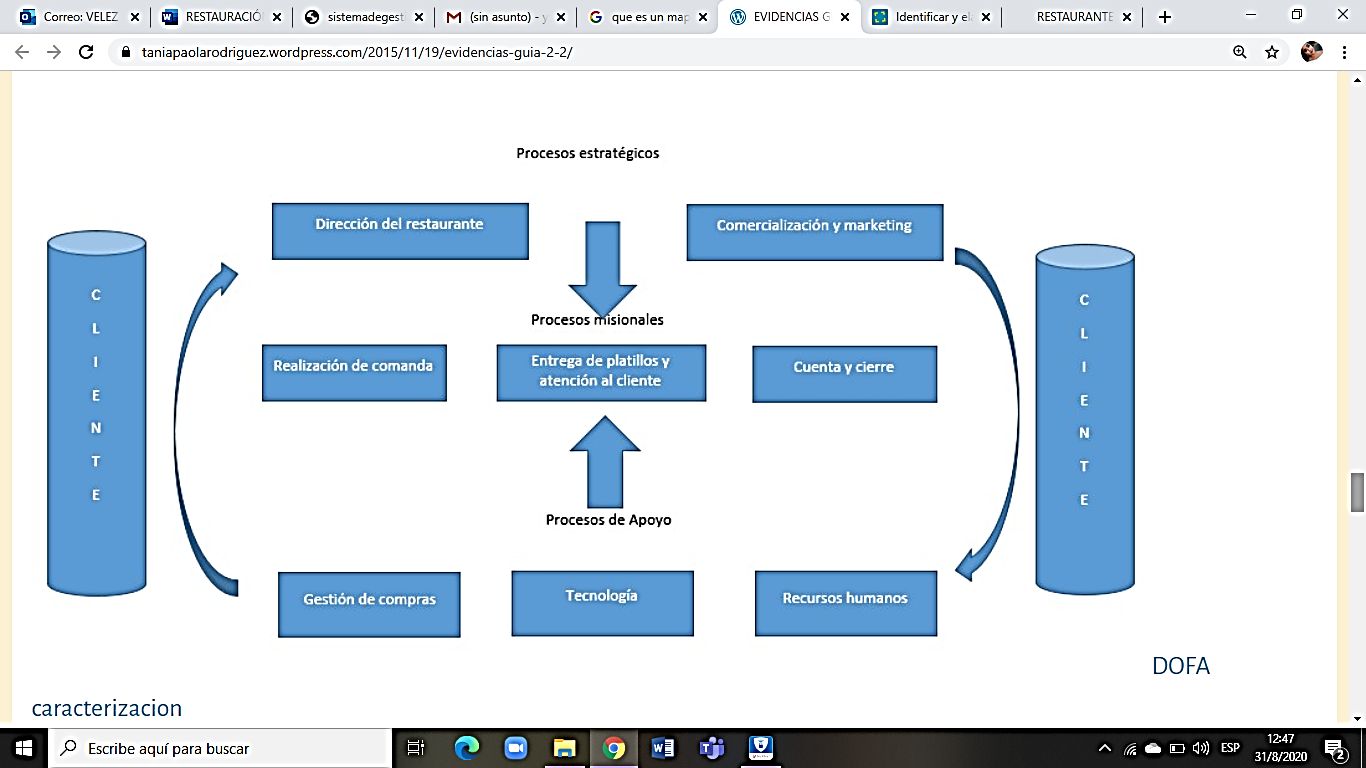 Correo: VELEZ
RESTAURACIÓ
sistemadegest
(sin asunto) - y
que es un map
EVIDENCIAS G
Identificar y el
RESTAURANTE
taniapaolarodriguez.wordpress.com/2015/11/19/evidencias-guia-2-2/
Procesos estratégicos
Dirección del restaurante
Comercialización y marketing
C
L
I
E
N
T
E
C
L
I
E
N
T
E
Procesos misionales
Realización de comanda
Entrega de platillos y
atención al cliente
Cuenta y cierre
Procesos de Apoyo
Gestión de compras
Tecnología
Recursos humanos
DOFA
caracterizacion
Escribe aquí para buscar
ESP
12:47
31/8/2020
2